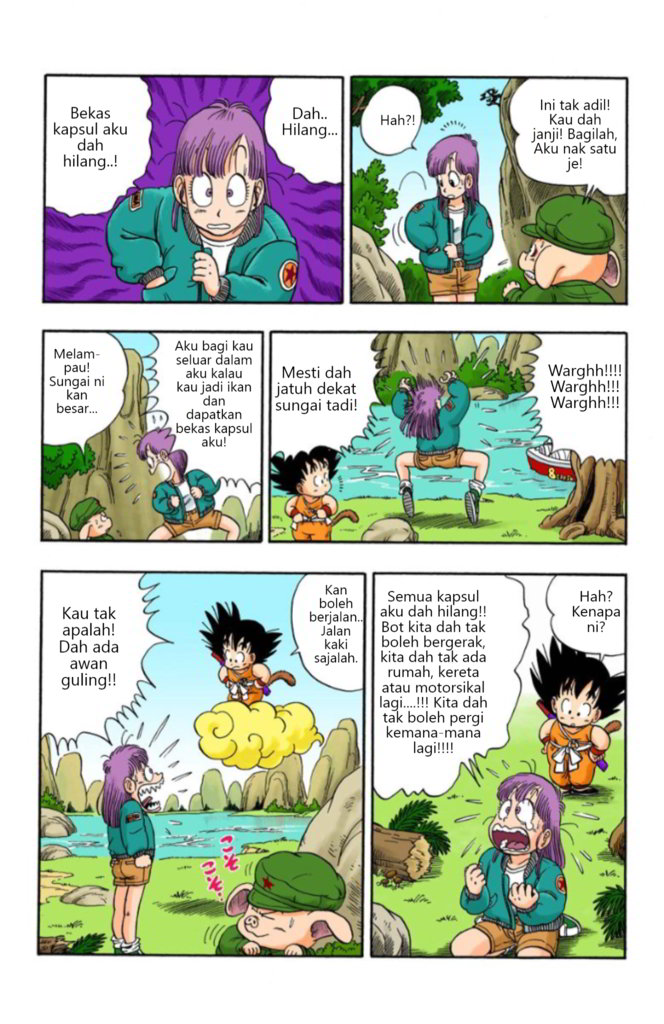 Ini tak adil!
Kau dah
janji! Bagilah,
Aku nak satu
je!
Hah?!
Dah..
Hilang...
Bekas
kapsul aku
dah
hilang..!
Warghh!!!!
Warghh!!!
Warghh!!!
Mesti dah
jatuh dekat
sungai tadi!
Aku bagi kau
seluar dalam
aku kalau
kau jadi ikan
dan
dapatkan
bekas kapsul
aku!
Melam-
pau!
Sungai ni
kan
besar...
Hah?
Kenapa
ni?
Semua kapsul
aku dah hilang!!
Bot kita dah tak
boleh bergerak,
kita dah tak ada
rumah, kereta
atau motorsikal
lagi....!!! Kita dah
tak boleh pergi
kemana-mana
lagi!!!!
Kan
boleh
berjalan..
Jalan
kaki
sajalah.
Kau tak
apalah!
Dah ada
awan
guling!!
こそ
こそ